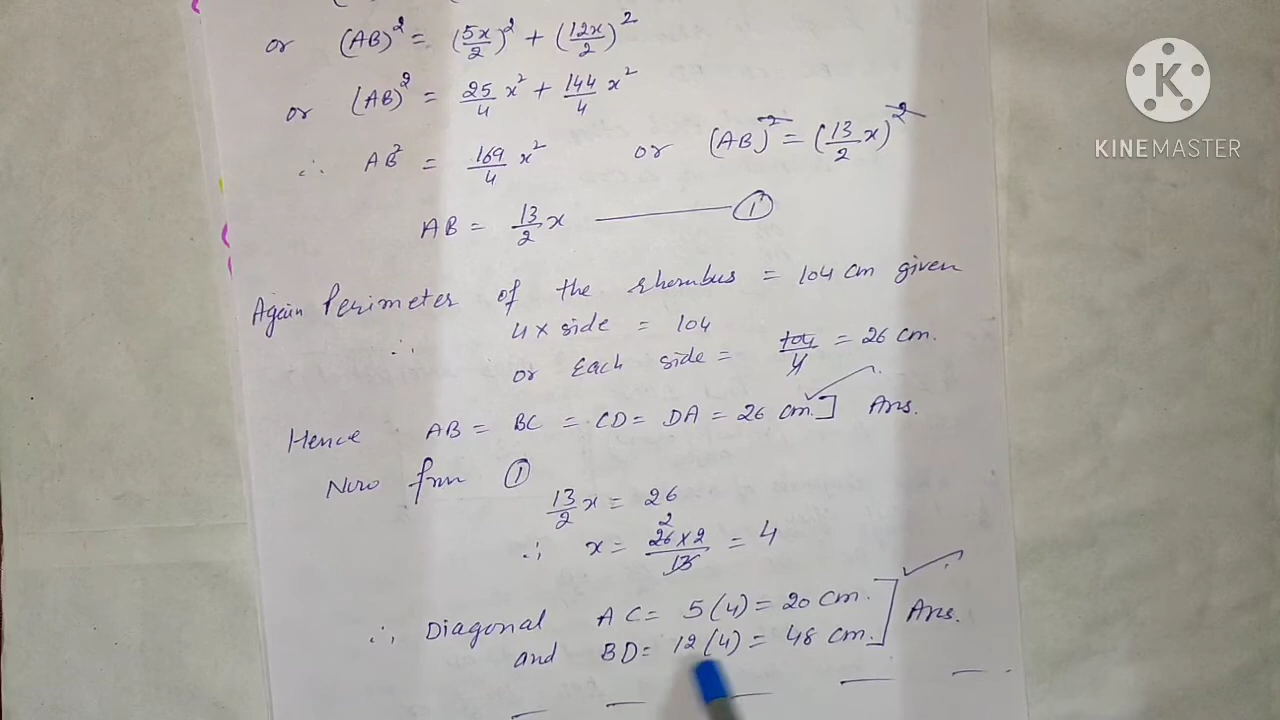 or (AB)² = (5x/2)² + (12x/2)²
or (AB)² = 25/4 x² + 144/4 x²
∴ AB² = 169/4 x² or (AB)² = (13/2 x)²
AB = 13/2 x ——— ①
Again Perimeter of the rhombus = 104 cm given
∴ 4 × side = 104
or Each side = 104/4 = 26 cm.
Hence AB = BC = CD = DA = 26 cm.] Ans.
Now from ①
13/2 x = 26
∴ x = 26 × 2/13 = 4
2
∴ Diagonal AC = 5(4) = 20 cm.
and BD = 12(4) = 48 cm.] Ans.
K
KINEMASTER